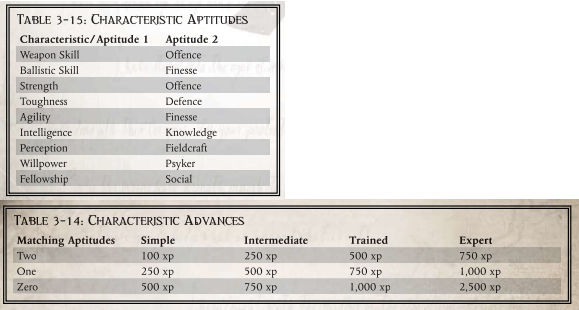 TABLE 3-15: CHARACTERISTIC APTITUDES
Characteristic/Aptitude 1 Aptitude 2
Weapon Skill Offence
Ballistic Skill Finesse
Strength Offence
Toughness Defence
Agility Finesse
Intelligence Knowledge
Perception Fieldcraft
Willpower Psyker
Fellowship Social
TABLE 3-14: CHARACTERISTIC ADVANCES
Matching Aptitudes Simple Intermediate Trained Expert
Two 100 xp 250 xp 500 xp 750 xp
One 250 xp 500 xp 750 xp 1,000 xp
Zero 500 xp 750 xp 1,000 xp 2,500 xp